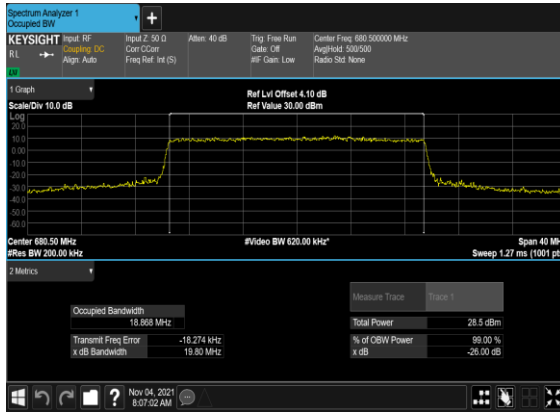 Spectrum Analyzer 1
Occupied BW
KEYSIGHT Input: RF Input Z: 50 Ω Atten: 40 dB Trig: Free Run Center Freq: 680.500000 MHz
RL Coupling: DC Corr CCorr Gate: Off Avg|Hold: 500/500
Align: Auto Freq Ref: Int (S) #IF Gain: Low Radio Std: None
1 Graph
Ref Lvl Offset 4.10 dB
Scale/Div 10.0 dB Ref Value 30.00 dBm
Log
20.0
10.0
0.00
-10.0
-20.0
-30.0
-40.0
-50.0
-60.0
Center 680.50 MHz #Video BW 620.00 kHz* Span 40 MH
#Res BW 200.00 kHz Sweep 1.27 ms (1001 pt
2 Metrics
Measure Trace Trace 1
Occupied Bandwidth
18.868 MHz Total Power 28.5 dBm
Transmit Freq Error -18.274 kHz % of OBW Power 99.00 %
x dB Bandwidth 19.80 MHz x dB -26.00 dB
? Nov 04, 2021
8:07:02 AM